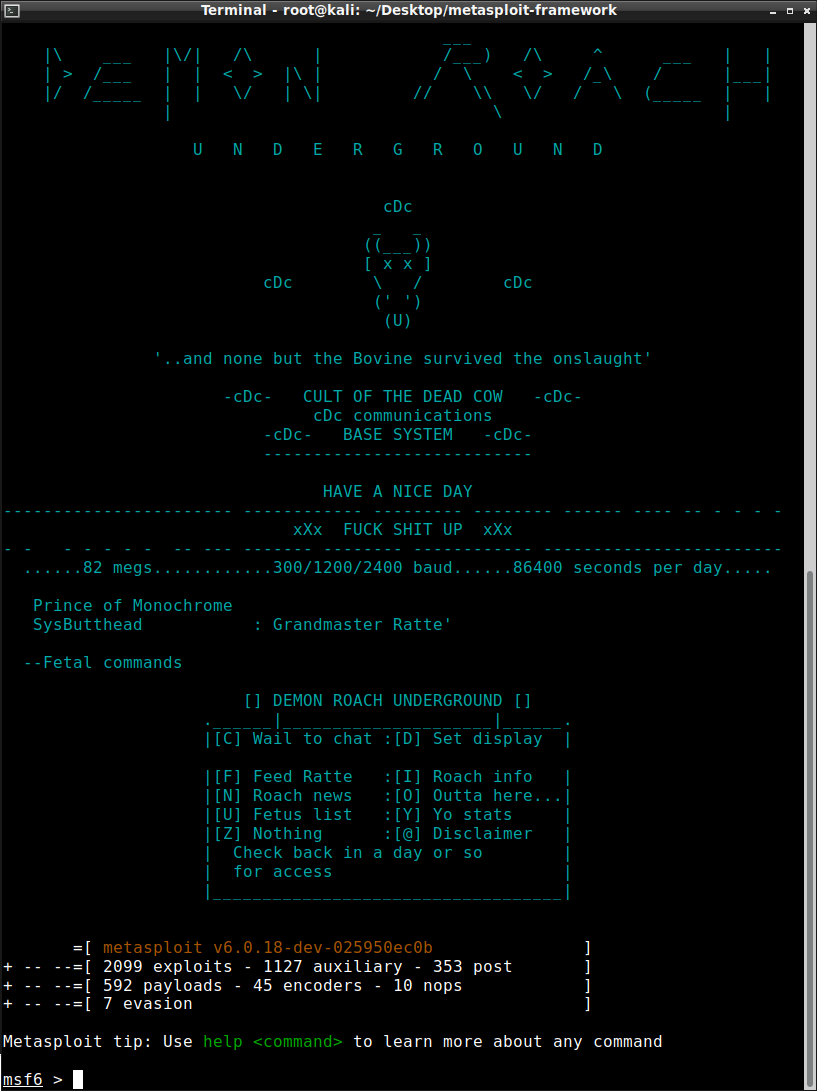 Terminal - root@kali: ~/Desktop/metasploit-framework
U N D E R G R O U N D
cDc
_   _
((___))
[ x x ]
cDc \ / cDc
(' ')
(U)
'..and none but the Bovine survived the onslaught'
-cDc- CULT OF THE DEAD COW -cDc-
cDc communications
-cDc- BASE SYSTEM -cDc-
---------------------------
HAVE A NICE DAY
----------------------- ------------ --------- -------- ------ ---- -- - - - -
xXx FUCK SHIT UP xXx
- - - - - - - -- --- ------- -------- ------------ ------------------------
......82 megs............300/1200/2400 baud......86400 seconds per day.....
Prince of Monochrome
SysButthead : Grandmaster Ratte'
--Fetal commands
[] DEMON ROACH UNDERGROUND []
.______|_____________________|______.
|[C] Wail to chat :[D] Set display |
|[F] Feed Ratte :[I] Roach info |
|[N] Roach news :[O] Outta here...|
|[U] Fetus list :[Y] Yo stats |
|[Z] Nothing :[@] Disclaimer |
| Check back in a day or so |
| for access |
|___________________________________|
=[ metasploit v6.0.18-dev-025950ec0b ]
+ -- --=[ 2099 exploits - 1127 auxiliary - 353 post ]
+ -- --=[ 592 payloads - 45 encoders - 10 nops ]
+ -- --=[ 7 evasion ]
Metasploit tip: Use help <command> to learn more about any command
msf6 >